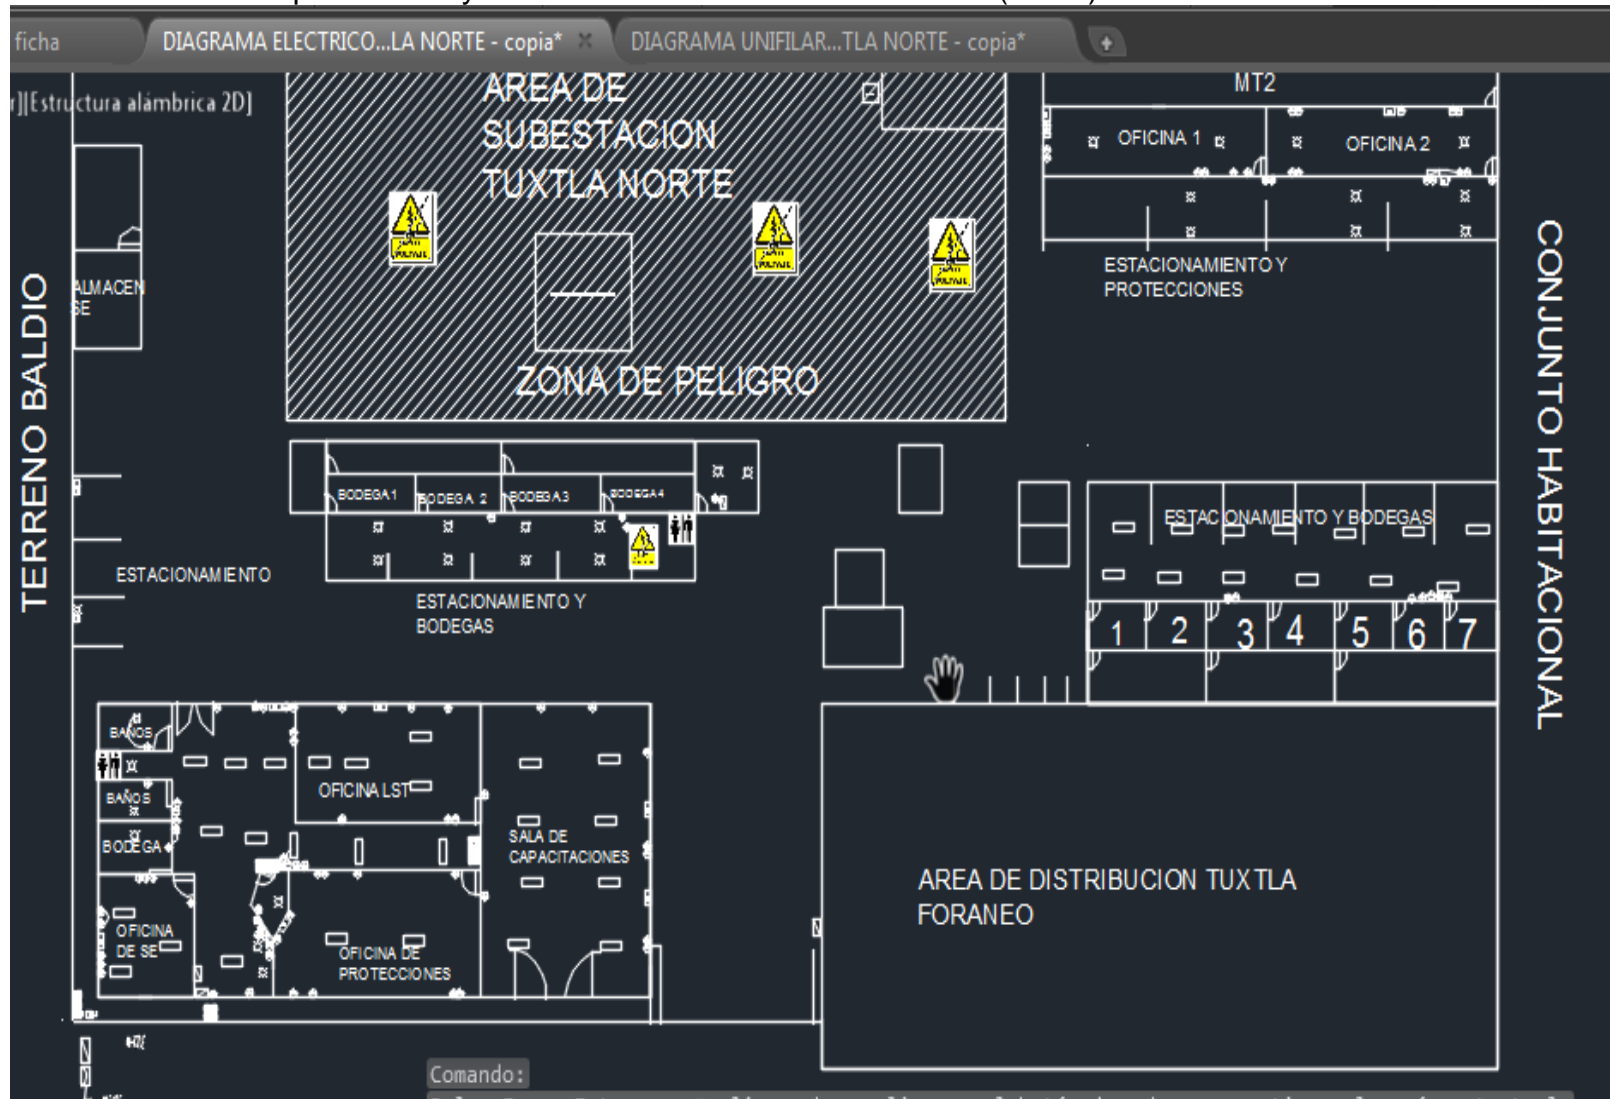 ficha
DIAGRAMA ELECTRICO...LA NORTE - copia*
DIAGRAMA UNIFILAR...TLA NORTE - copia*
][Estructura alámbrica 2D]
AREA DE
SUBESTACION
TUXTLA NORTE
ZONA DE PELIGRO
MT2
OFICINA 1
OFICINA 2
ESTACIONAMIENTO Y
PROTECCIONES
CONJUNTO HABITACIONAL
TERRENO BALDIO
ALMACEN
SE
ESTACIONAMIENTO
BODEGA 1
BODEGA 2
BODEGA 3
BODEGA 4
ESTACIONAMIENTO Y
BODEGAS
ESTACIONAMIENTO Y BODEGAS
1 2 3 4 5 6 7
BAÑOS
BAÑOS
BODEGA
OFICINA LST
SALA DE
CAPACITACIONES
OFICINA
DE SE
OFICINA DE
PROTECCIONES
AREA DE DISTRIBUCION TUXTLA
FORANEO
Comando: